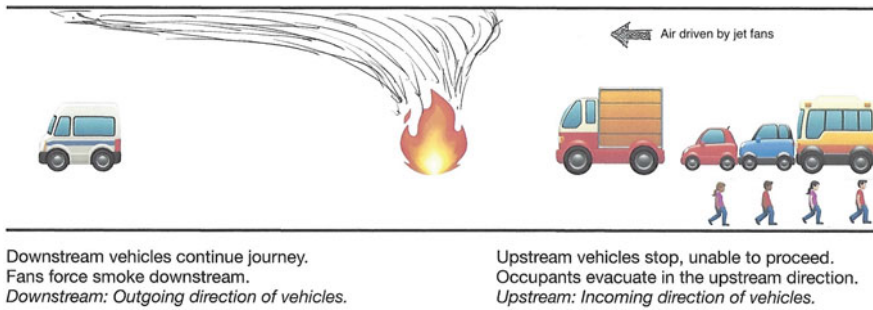 Air driven by jet fans
Downstream vehicles continue journey.
Fans force smoke downstream.
Downstream: Outgoing direction of vehicles.
Upstream vehicles stop, unable to proceed.
Occupants evacuate in the upstream direction.
Upstream: Incoming direction of vehicles.